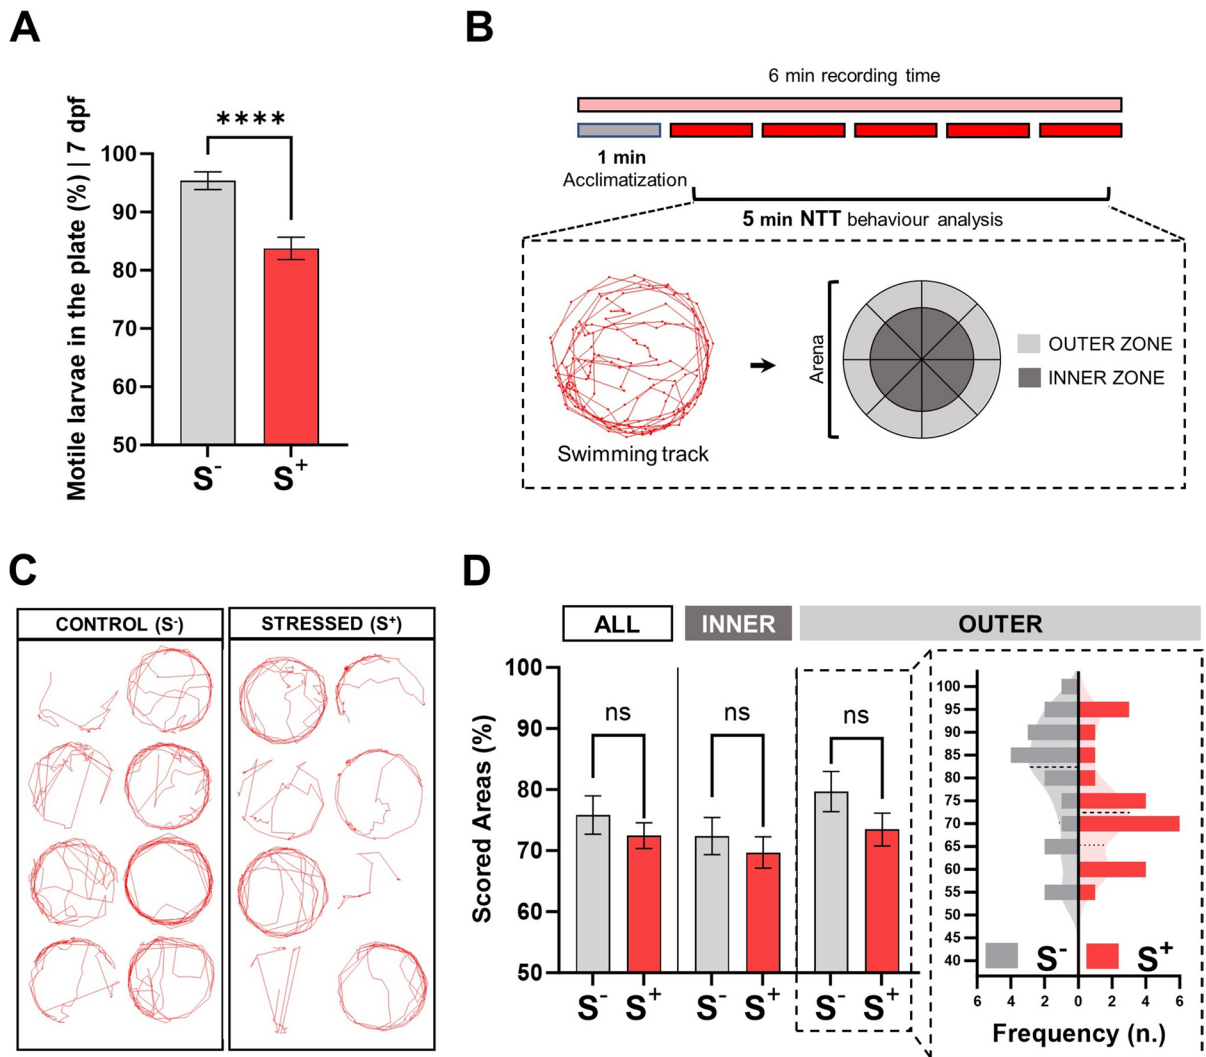 A
Motile larvae in the plate (%) | 7 dpf
****
100
90
80
70
60
50
S-
S+
B
6 min recording time
1 min
Acclimatization
5 min NTT behaviour analysis
Swimming track
Arena
OUTER ZONE
INNER ZONE
C
CONTROL (S-)
STRESSED (S+)
D
ALL
INNER
OUTER
Scored Areas (%)
100
90
80
70
60
50
ns
ns
ns
S-
S+
S-
S+
S-
S+
100
95
90
85
80
75
70
65
60
55
50
45
40
S-
S+
6 4 2 0 2 4 6
Frequency (n.)